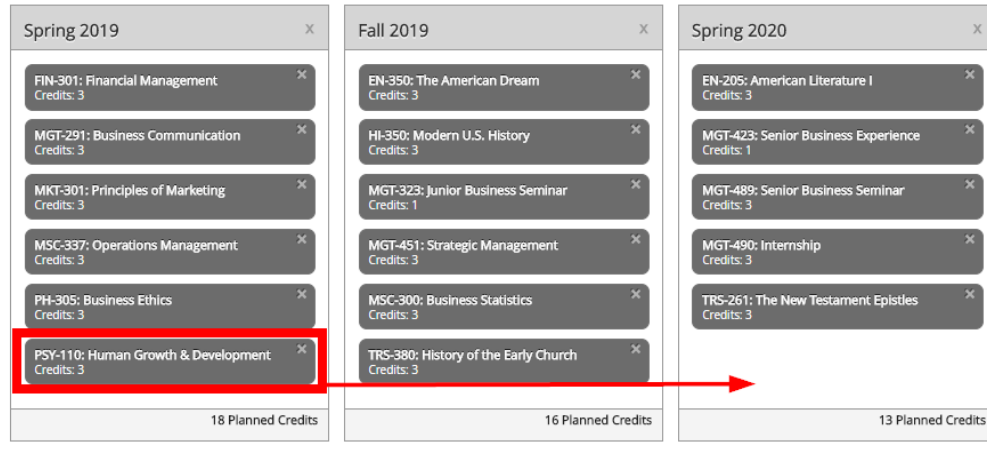 Spring 2019 x
FIN-301: Financial Management ×
Credits: 3
MGT-291: Business Communication ×
Credits: 3
MKT-301: Principles of Marketing ×
Credits: 3
MSC-337: Operations Management ×
Credits: 3
PH-305: Business Ethics ×
Credits: 3
PSY-110: Human Growth & Development ×
Credits: 3
18 Planned Credits
Fall 2019 x
EN-350: The American Dream ×
Credits: 3
HI-350: Modern U.S. History ×
Credits: 3
MGT-323: Junior Business Seminar ×
Credits: 1
MGT-451: Strategic Management ×
Credits: 3
MSC-300: Business Statistics ×
Credits: 3
TRS-380: History of the Early Church ×
Credits: 3
16 Planned Credits
Spring 2020 x
EN-205: American Literature I ×
Credits: 3
MGT-423: Senior Business Experience ×
Credits: 1
MGT-489: Senior Business Seminar ×
Credits: 3
MGT-490: Internship ×
Credits: 3
TRS-261: The New Testament Epistles ×
Credits: 3
13 Planned Credits